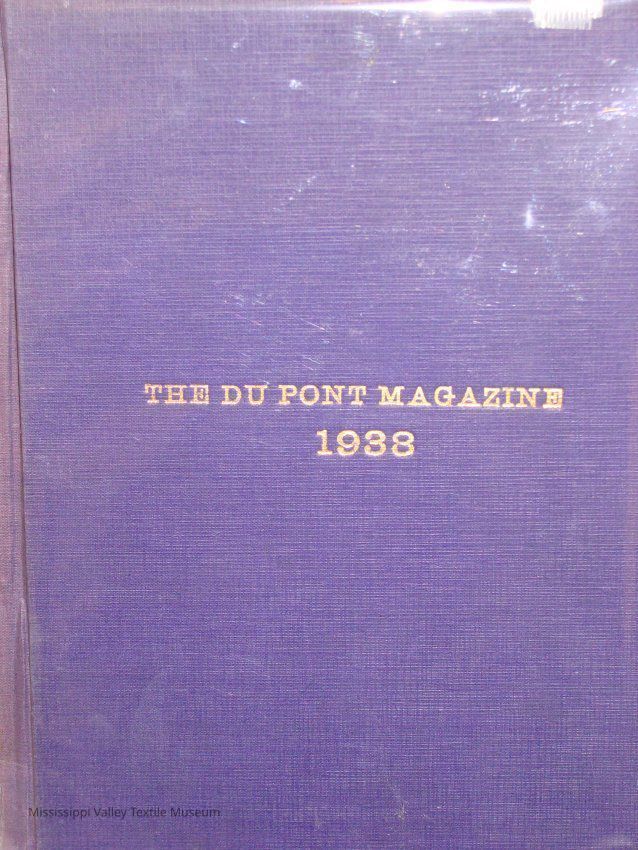 THE DU PONT MAGAZINE
1938
Mississippi Valley Textile Museum